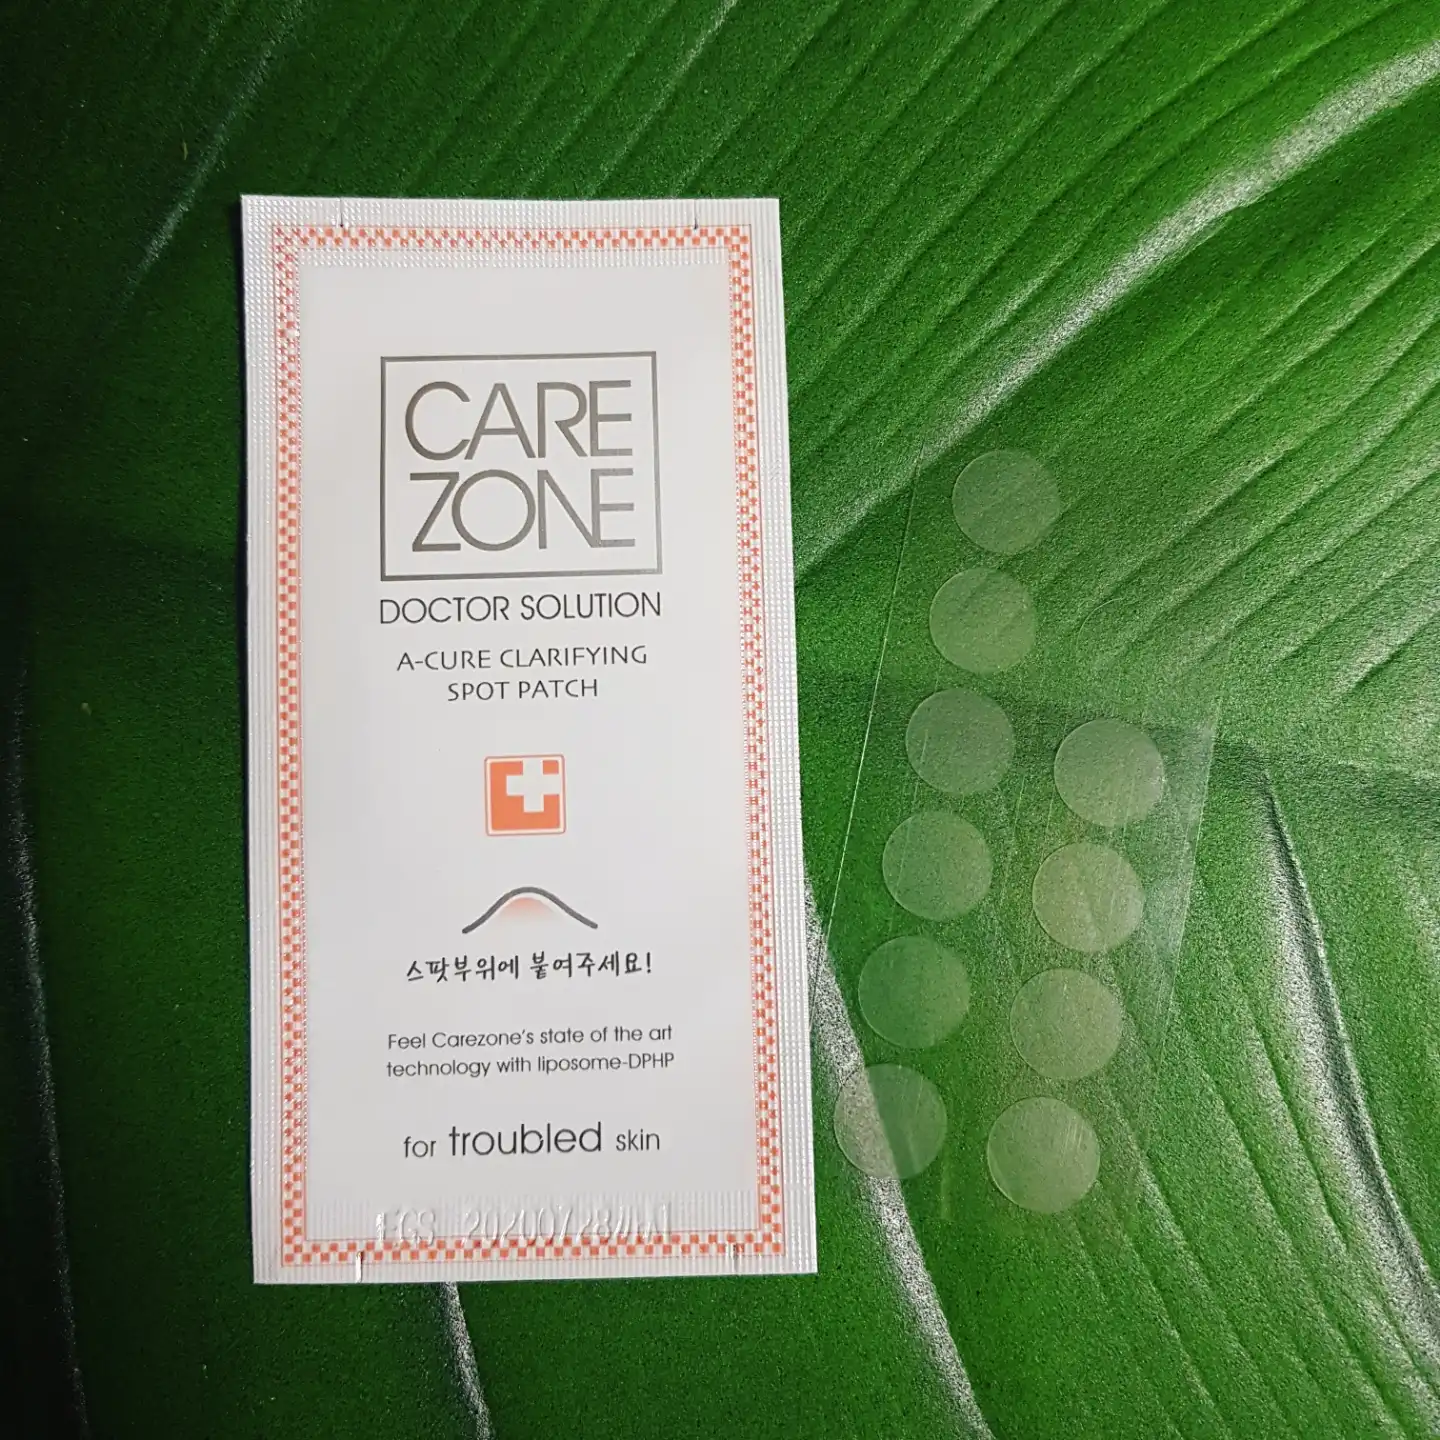 CARE
ZONE
DOCTOR SOLUTION
A-CURE CLARIFYING
SPOT PATCH
스팟부위에 붙여주세요!
Feel Carezone's state of the art
technology with liposome-DPHP
for troubled skin